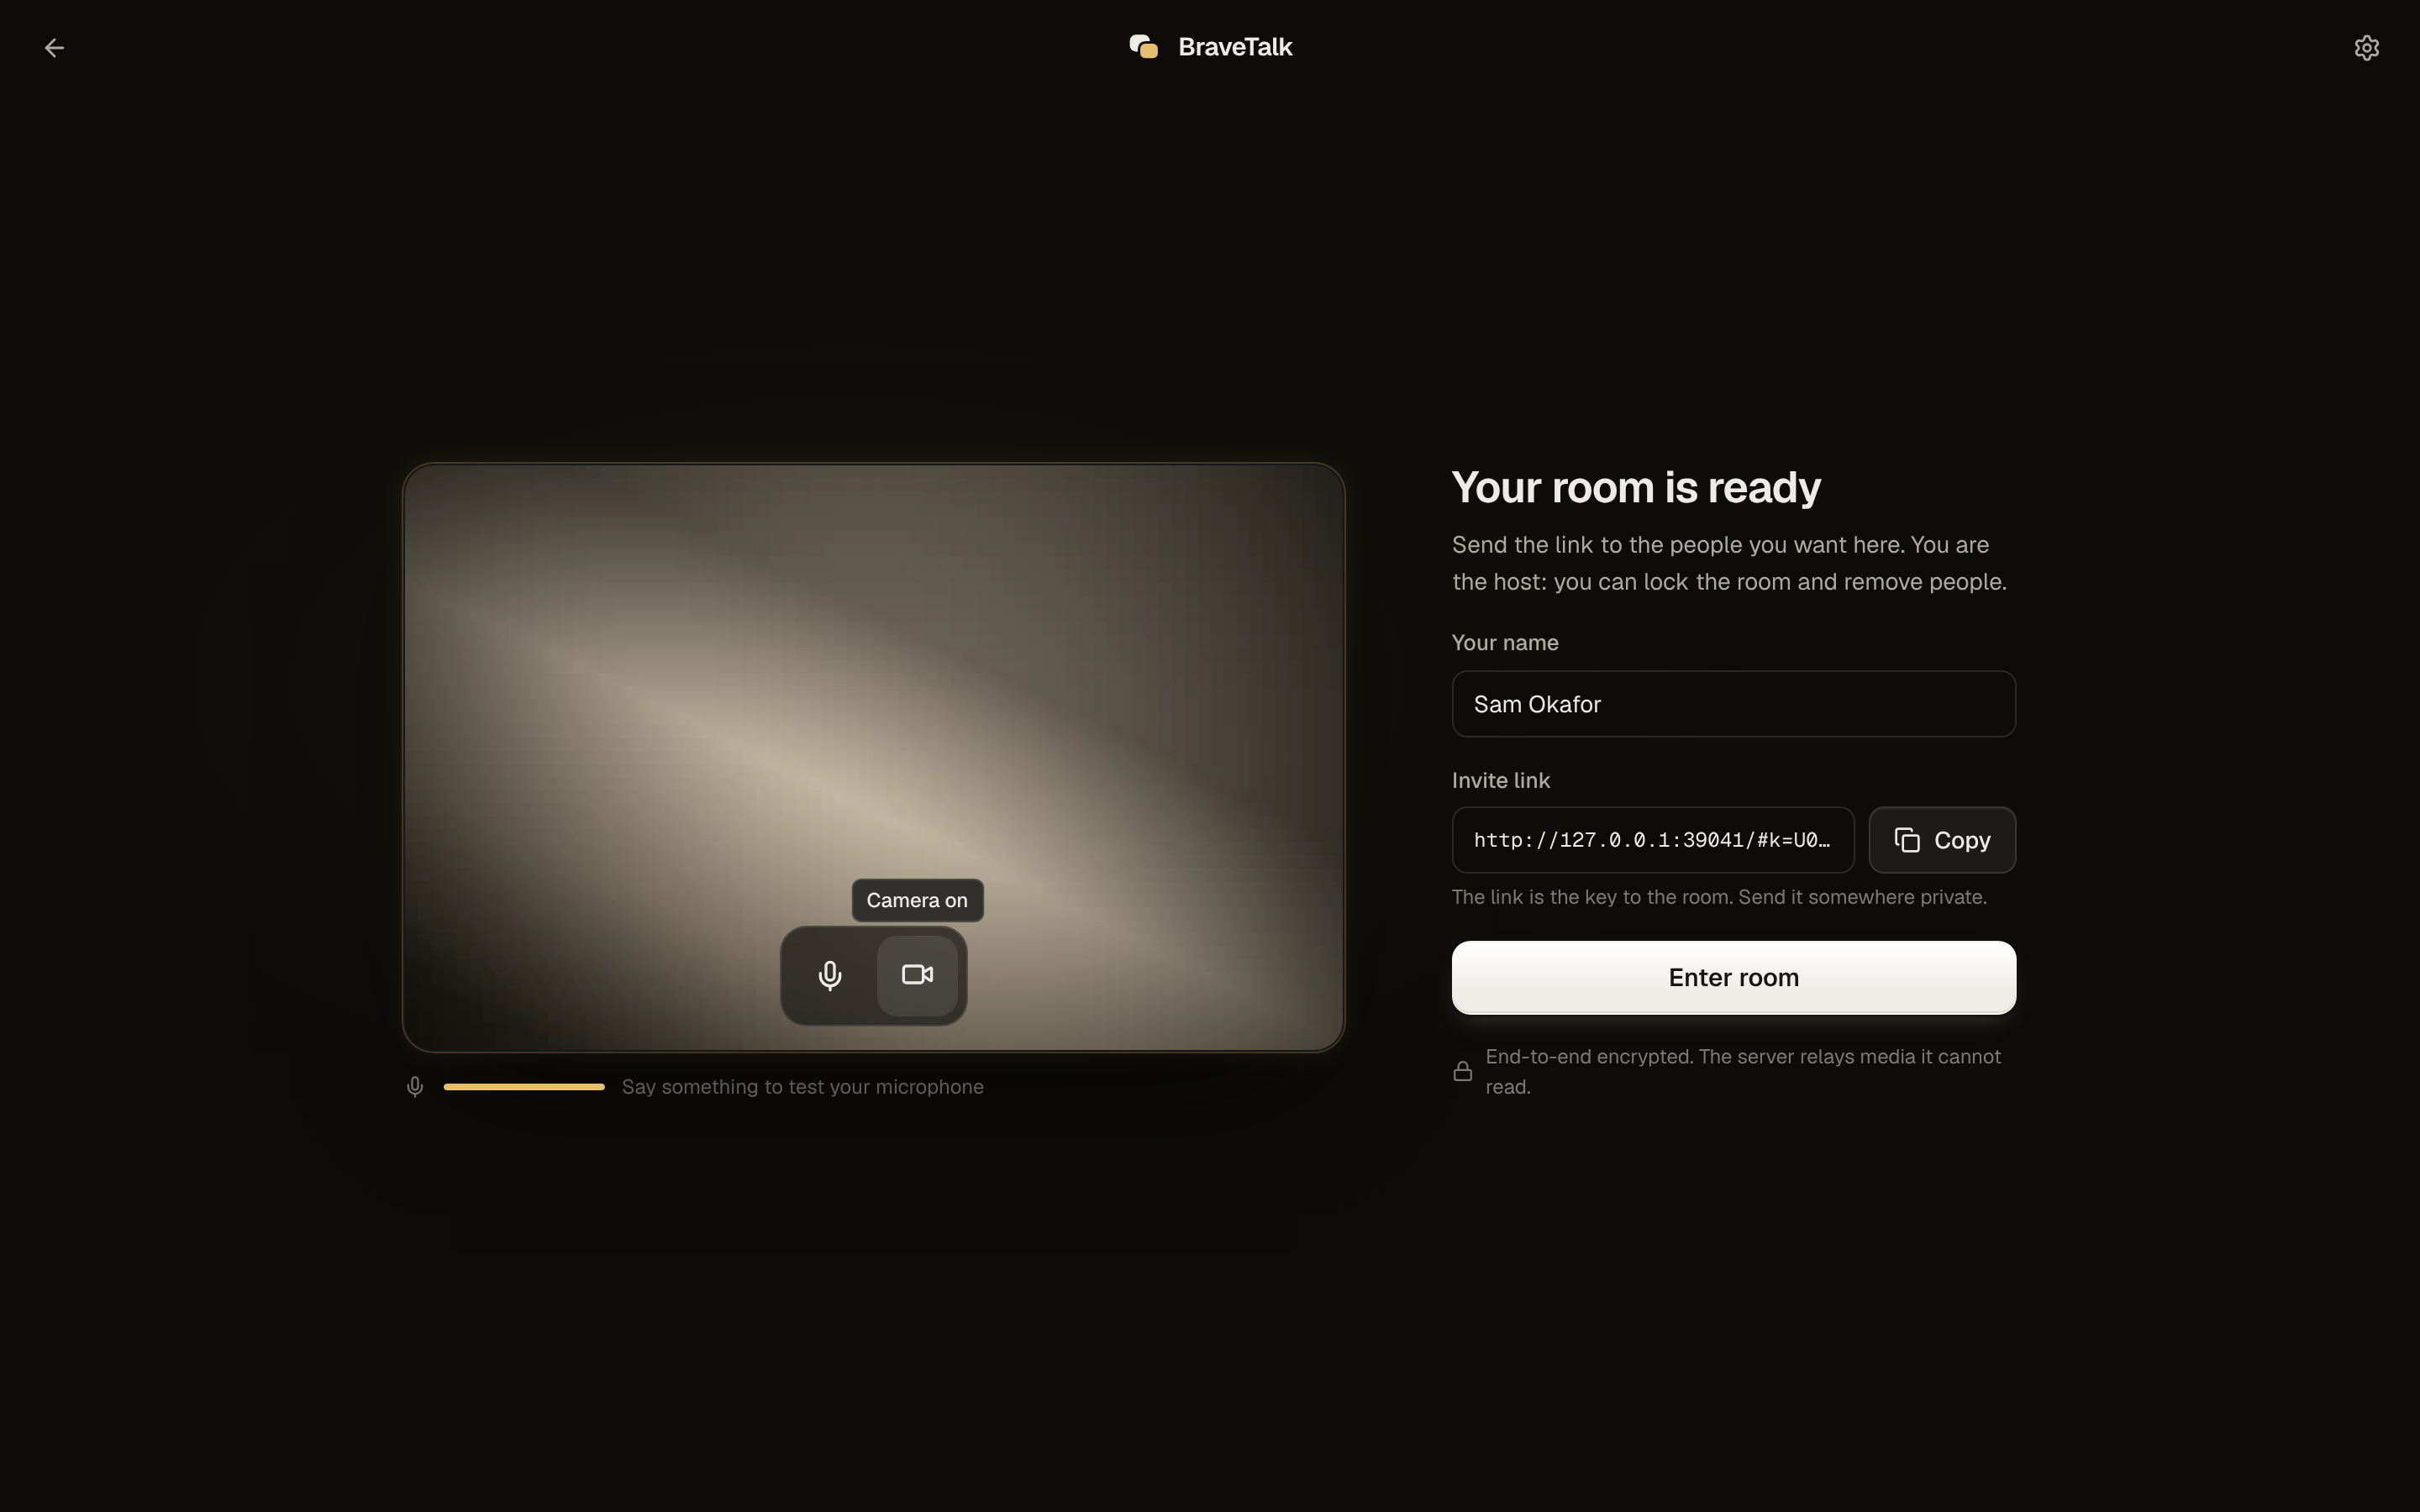 BraveTalk
Your room is ready
Send the link to the people you want here. You are
the host: you can lock the room and remove people.
Your name
Sam Okafor
Invite link
http://127.0.0.1:39041/#k=U0…
Copy
The link is the key to the room. Send it somewhere private.
Camera on
Enter room
End-to-end encrypted. The server relays media it cannot
read.
Say something to test your microphone